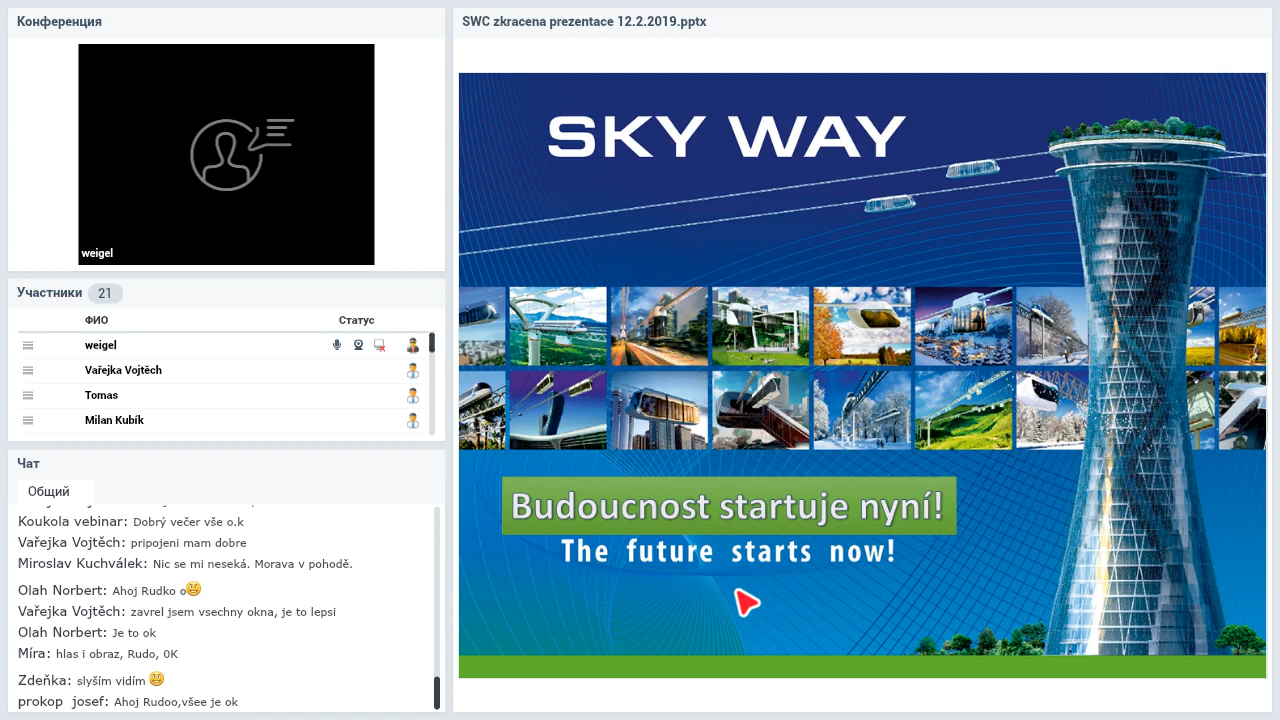 Конференция
weigel
Участники 21
ФИО Статус
weigel
Vařejka Vojtěch
Tomas
Milan Kubík
Чат
Общий
Koukola vebinar: Dobrý večer vše o.k
Vařejka Vojtěch: pripojeni mam dobre
Miroslav Kuchválek: Nic se mi neseká. Morava v pohodě.
Olah Norbert: Ahoj Rudko o
Vařejka Vojtěch: zavrel jsem vsechny okna, je to lepsi
Olah Norbert: Je to ok
Míra: hlas i obraz, Rudo, 0K
Zdeňka: slyším vidím
prokop josef: Ahoj Rudoo,všee je ok
SWC zkracena prezentace 12.2.2019.pptx
SKY WAY
Budoucnost startuje nyní!
The future starts now!